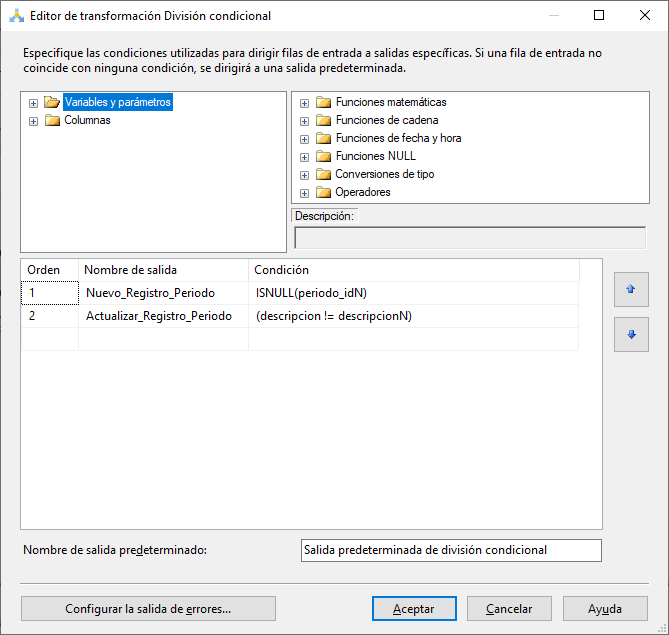 Editor de transformación División condicional
Especifique las condiciones utilizadas para dirigir filas de entrada a salidas específicas. Si una fila de entrada no
coincide con ninguna condición, se dirigirá a una salida predeterminada.
Variables y parámetros
Columnas
Funciones matemáticas
Funciones de cadena
Funciones de fecha y hora
Funciones NULL
Conversiones de tipo
Operadores
Descripción:
Orden Nombre de salida Condición
1 Nuevo_Registro_Periodo ISNULL(periodo_idN)
2 Actualizar_Registro_Periodo (descripcion != descripcionN)
Nombre de salida predeterminado: Salida predeterminada de división condicional
Configurar la salida de errores... Aceptar Cancelar Ayuda